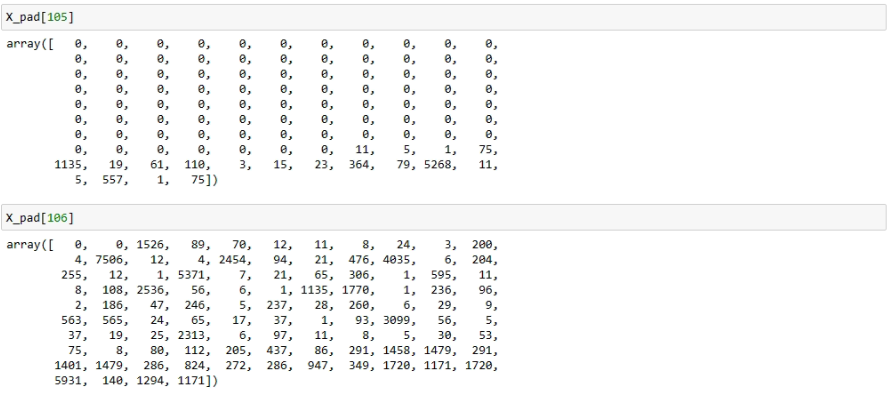 X_pad[105]
array([   0,    0,    0,    0,    0,    0,    0,    0,    0,    0,    0,
          0,    0,    0,    0,    0,    0,    0,    0,    0,    0,    0,
          0,    0,    0,    0,    0,    0,    0,    0,    0,    0,    0,
          0,    0,    0,    0,    0,    0,    0,    0,    0,    0,    0,
          0,    0,    0,    0,    0,    0,    0,    0,    0,    0,    0,
          0,    0,    0,    0,    0,    0,    0,    0,    0,    0,    0,
          0,    0,    0,    0,    0,    0,    0,    0,    0,    0,    0,
          0,    0,    0,    0,    0,    0,    0,   11,    5,    1,   75,
       1135,   19,   61,  110,    3,   15,   23,  364,   79, 5268,   11,
          5,  557,    1,   75])
X_pad[106]
array([   0,    0, 1526,   89,   70,   12,   11,    8,   24,    3,  200,
          4, 7506,   12,    4, 2454,   94,   21,  476, 4035,    6,  204,
        255,   12,    1, 5371,    7,   21,   65,  306,    1,  595,   11,
          8,  108, 2536,   56,    6,    1, 1135, 1770,    1,  236,   96,
          2,  186,   47,  246,    5,  237,   28,  260,    6,   29,    9,
        563,  565,   24,   65,   17,   37,    1,   93, 3099,   56,    5,
         37,   19,   25, 2313,    6,   97,   11,    8,    5,   30,   53,
         75,    8,   80,  112,  205,  437,   86,  291, 1458, 1479,  291,
       1401, 1479,  286,  824,  272,  286,  947,  349, 1720, 1171, 1720,
       5931,  140, 1294, 1171])